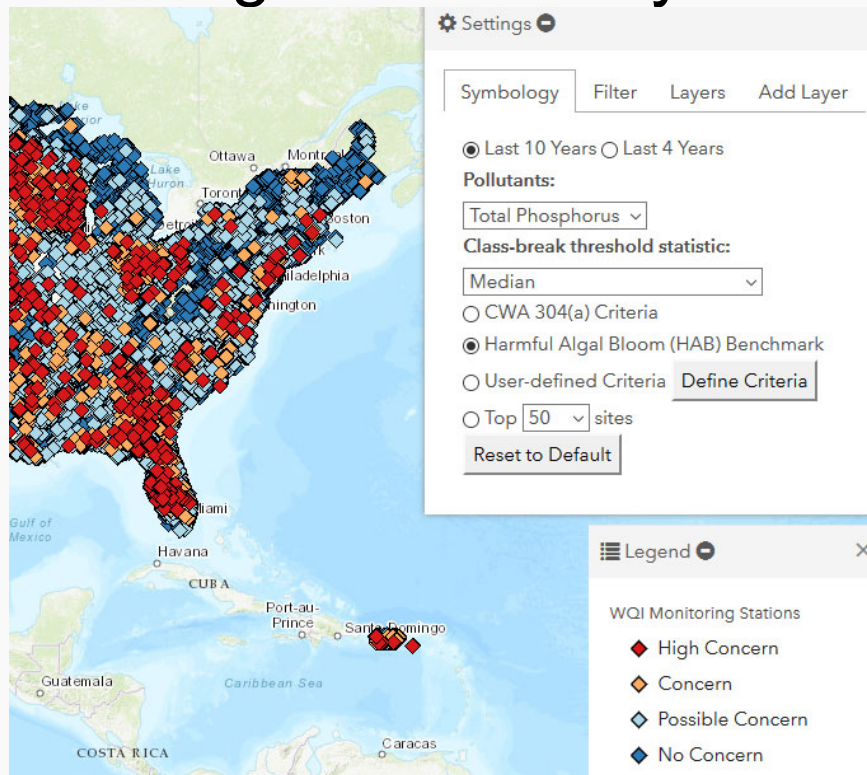 Settings
Symbology Filter Layers Add Layer
Last 10 Years Last 4 Years
Pollutants:
Total Phosphorus
Class-break threshold statistic:
Median
CWA 304(a) Criteria
Harmful Algal Bloom (HAB) Benchmark
User-defined Criteria Define Criteria
Top 50 sites
Reset to Default
Legend
WQI Monitoring Stations
High Concern
Concern
Possible Concern
No Concern
Ottawa
Lake
Huron
Gulf of
Mexico
Havana
CUBA
Port-au-
Prince
Guatemala
Caribbean Sea
COSTA RICA
Caracas